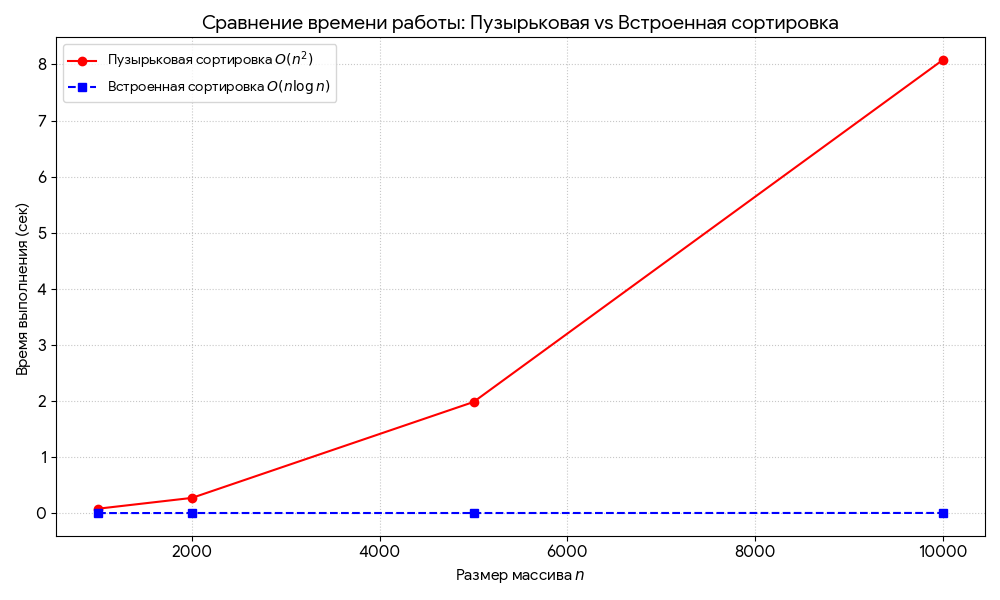 Сравнение времени работы: Пузырьковая vs Встроенная сортировка
Пузырьковая сортировка O(n²)
Встроенная сортировка O(n log n)
Время выполнения (сек)
8
7
6
5
4
3
2
1
0
2000 4000 6000 8000 10000
Размер массива n